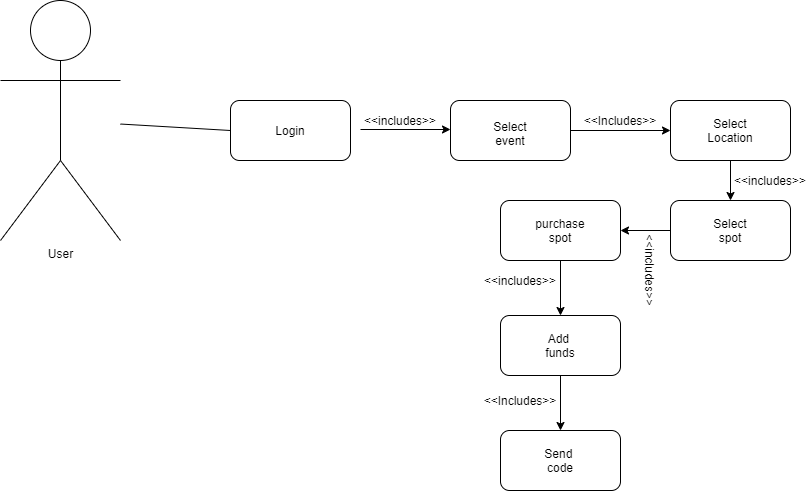 <<includes>>
<<Includes>>
Login
Select
event
Select
Location
<<includes>>
purchase
spot
Select
spot
<<includes>>
User
<<includes>>
Add
funds
<<Includes>>
Send
code